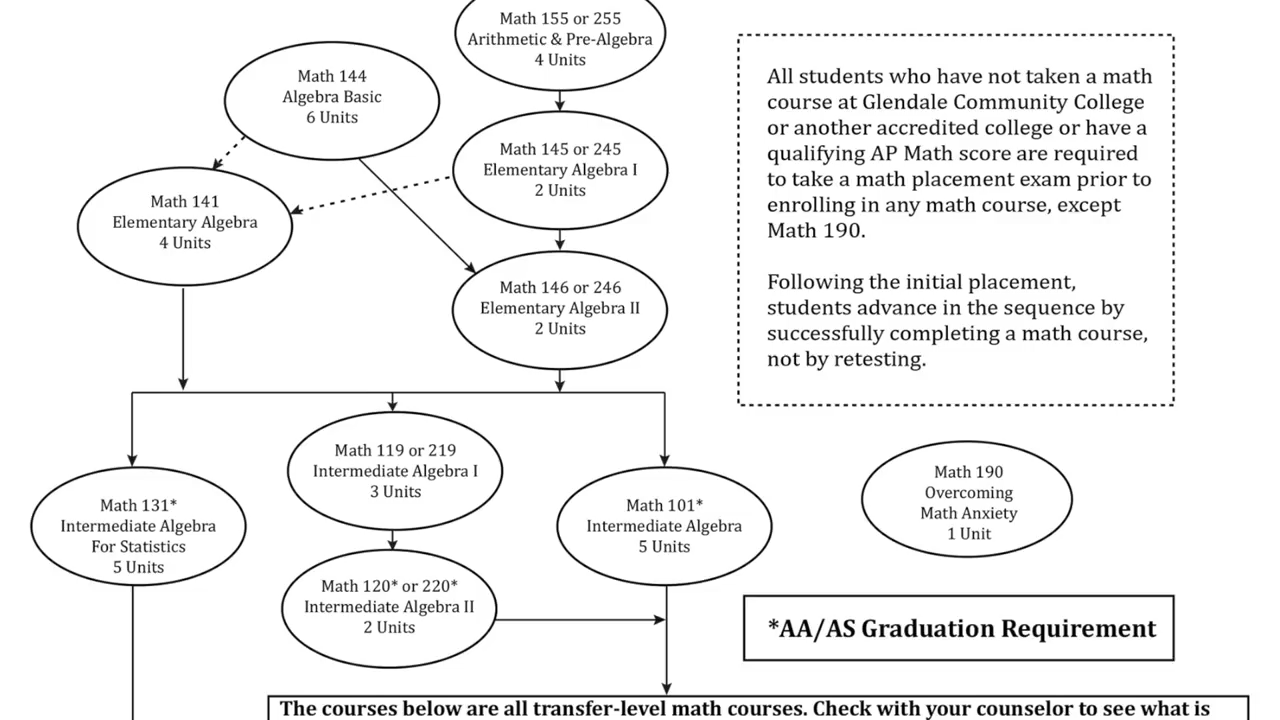 Math 155 or 255
Arithmetic & Pre-Algebra
4 Units
Math 144
Algebra Basic
6 Units
Math 145 or 245
Elementary Algebra I
2 Units
Math 141
Elementary Algebra
4 Units
Math 146 or 246
Elementary Algebra II
2 Units
All students who have not taken a math
course at Glendale Community College
or another accredited college or have a
qualifying AP Math score are required
to take a math placement exam prior to
enrolling in any math course, except
Math 190.
Following the initial placement,
students advance in the sequence by
successfully completing a math course,
not by retesting.
Math 131*
Intermediate Algebra
For Statistics
5 Units
Math 119 or 219
Intermediate Algebra I
3 Units
Math 101*
Intermediate Algebra
5 Units
Math 190
Overcoming
Math Anxiety
1 Unit
Math 120* or 220*
Intermediate Algebra II
2 Units
*AA/AS Graduation Requirement
The courses below are all transfer-level math courses. Check with your counselor to see what is